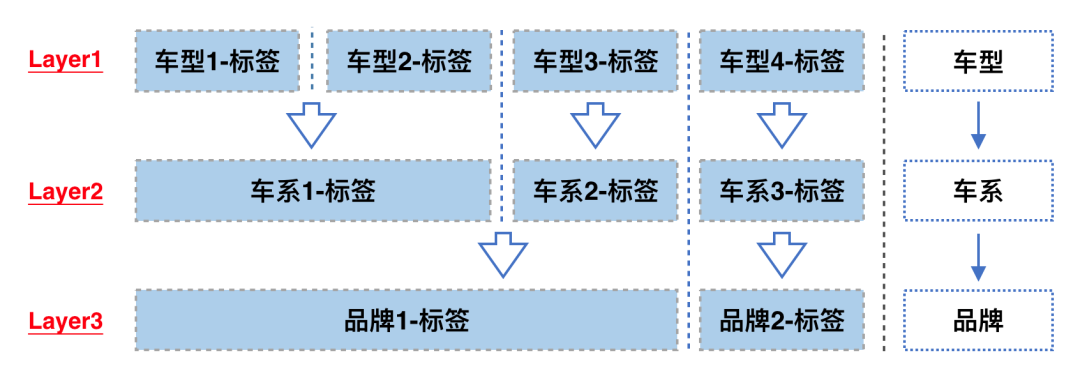 Layer1 车型1-标签 车型2-标签 车型3-标签 车型4-标签 车型
Layer2 车系1-标签 车系2-标签 车系3-标签 车系
Layer3 品牌1-标签 品牌2-标签 品牌